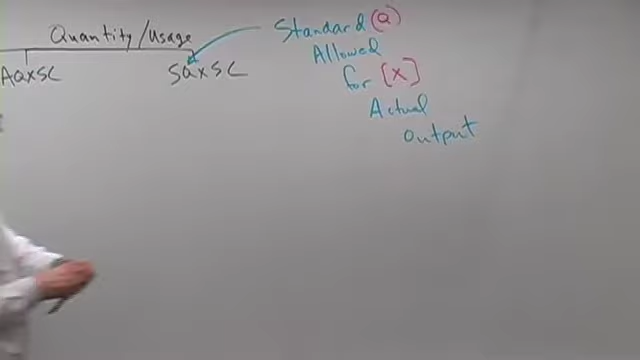 Quantity/Usage
AQxSC
SQxSC
Standard (Q)
Allowed
for [X]
Actual
Output